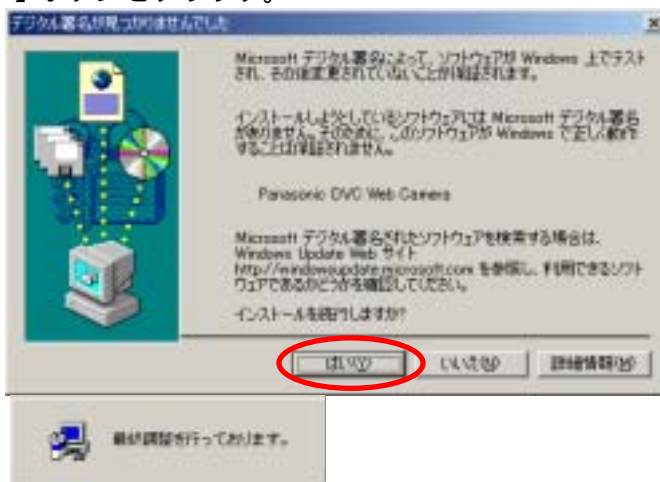 】ボタンをクリック。
デジタル署名が見つかりませんでした
Microsoft デジタル署名によって、ソフトウェアが Windows 上でテスト
され、その後変更されていないことが保証されます。
インストールしようとしているソフトウェアには Microsoft デジタル署名
がありません。そのために、このソフトウェアが Windows で正しく動作
することは保証されません。
Panasonic DVC Web Camera
Microsoft デジタル署名されたソフトウェアを検索する場合は、
Windows Update Web サイト
http://windowsupdate.microsoft.com を参照し、利用できるソフト
ウェアであるかどうかを確認してください。
インストールを続行しますか?
はい(Y)
いいえ(N)
詳細情報(M)
最終調整を行っております。